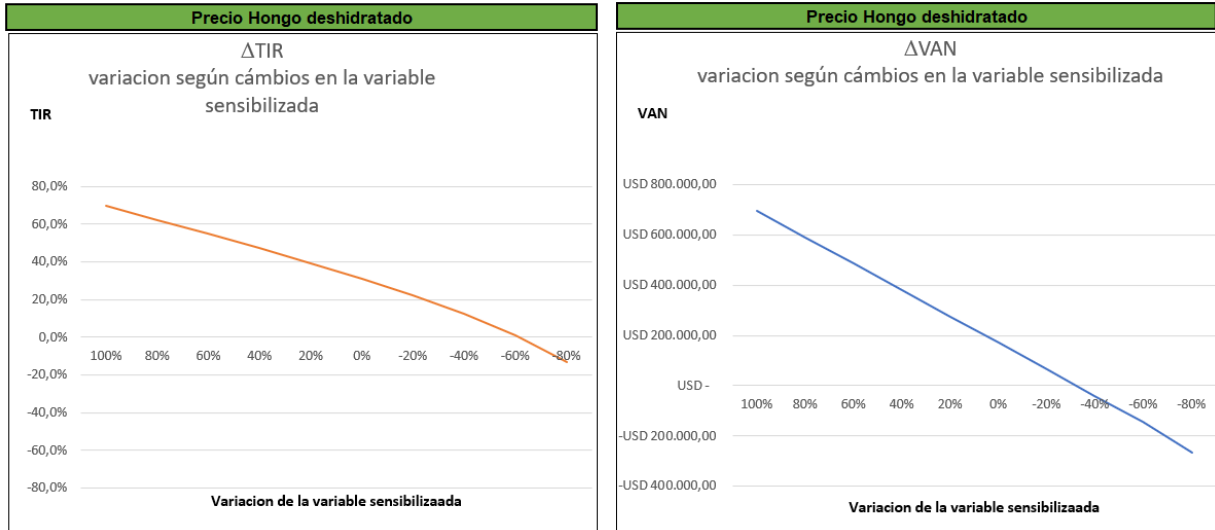 Precio Hongo deshidratado
ΔTIR
variacion según cámbios en la variable
sensibilizada
TIR
80,0%
60,0%
40,0%
20,0%
0,0%
100% 80% 60% 40% 20% 0% -20% -40% -60% -80%
-20,0%
-40,0%
-60,0%
-80,0%
Variacion de la variable sensibilizaada
Precio Hongo deshidratado
ΔVAN
variacion según cámbios en la variable sensibilizada
VAN
USD 800.000,00
USD 600.000,00
USD 400.000,00
USD 200.000,00
USD -
100% 80% 60% 40% 20% 0% -20% -40% -60% -80%
-USD 200.000,00
-USD 400.000,00
Variacion de la variable sensibilizaada